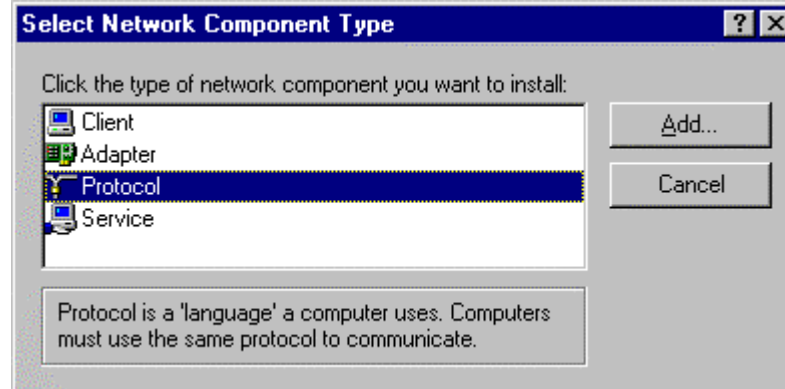 Select Network Component Type
Click the type of network component you want to install:
Client
Adapter
Protocol
Service
Add...
Cancel
Protocol is a 'language' a computer uses. Computers
must use the same protocol to communicate.